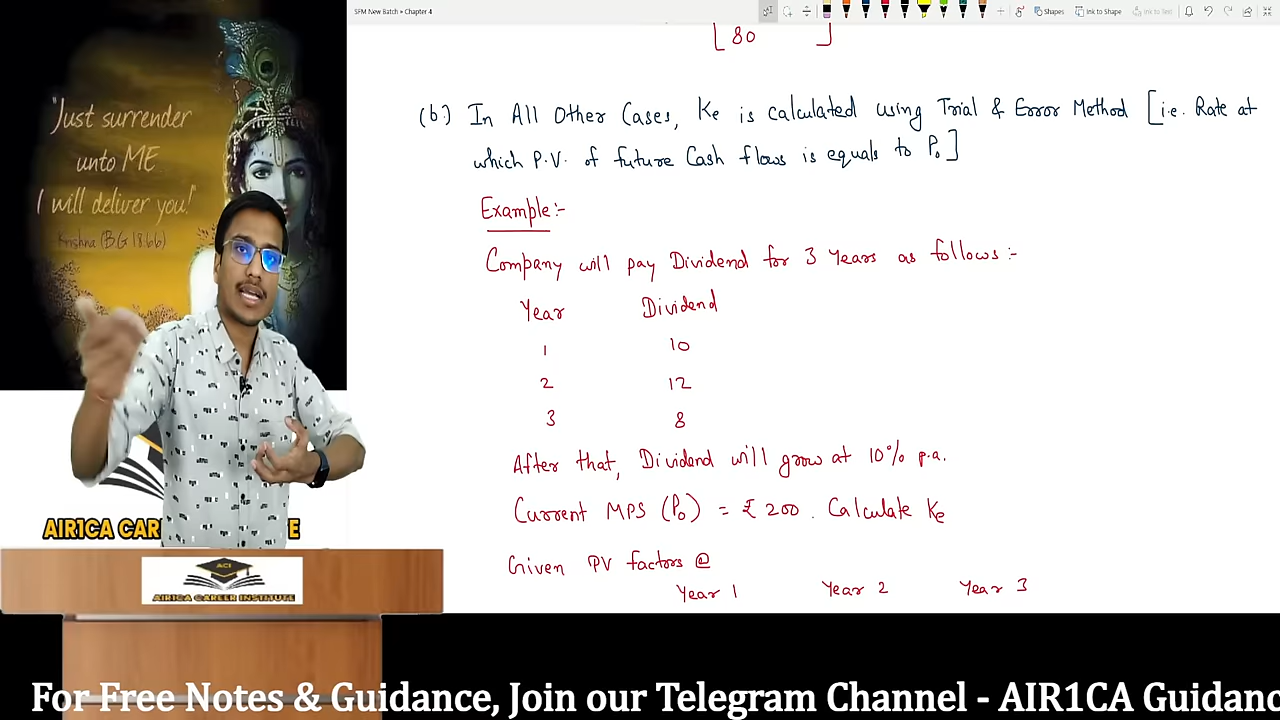 SFM New Batch » Chapter 4
Shapes
Ink to Shape
Ink to Text
[80 ]
"Just surrender
unto ME
I will deliver you!"
Krishna (BG 18:66)
(b.) In All Other Cases, Ke is calculated using Trial & Error Method [i.e. Rate at
which P.V. of future Cash flows is equals to P₀]
Example:-
Company will pay Dividend for 3 Years as follows :-
Year Dividend
1 10
2 12
3 8
After that, Dividend will grow at 10% p.a.
Current MPS (P₀) = ₹ 200. Calculate Ke
Given PV factors @
Year 1 Year 2 Year 3
AIR1CA CAR E
ACI
AIR1CA CAREER INSTITUTE
For Free Notes & Guidance, Join our Telegram Channel - AIR1CA Guidanc